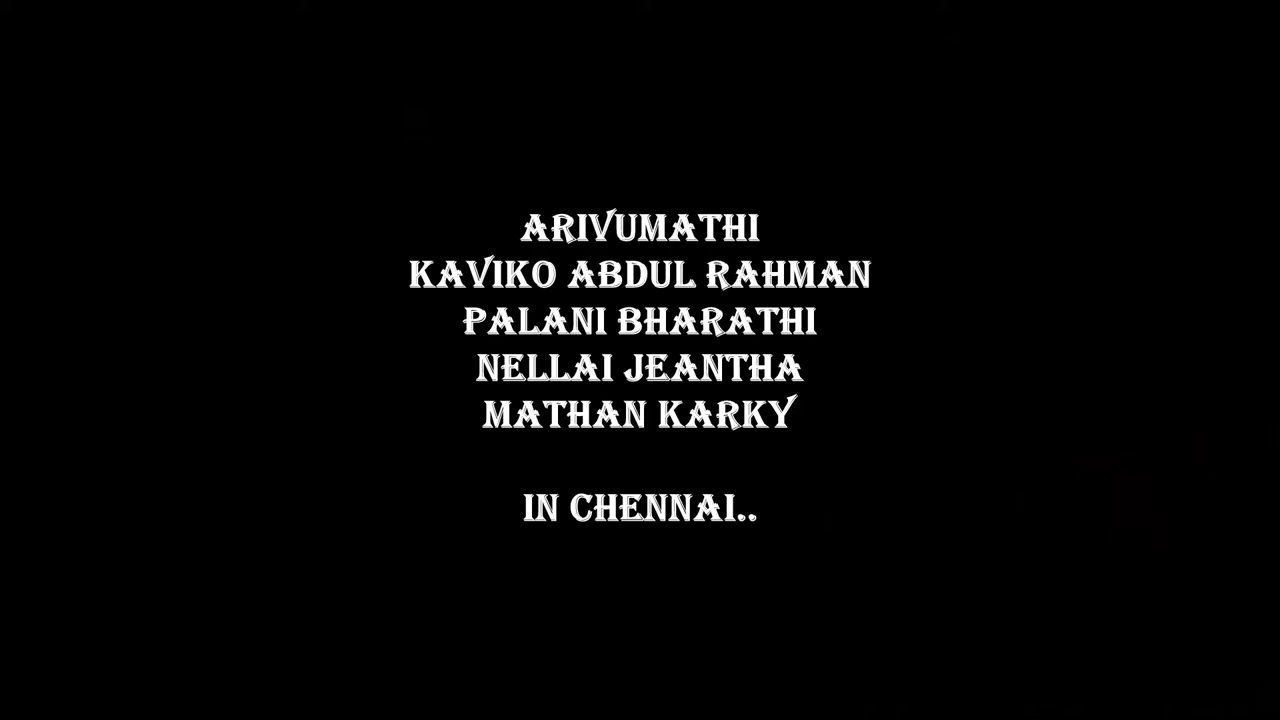 ARIVUMATHI
KAVIKO ABDUL RAHMAN
PALANI BHARATHI
NELLAI JEANTHA
MATHAN KARKY
IN CHENNAI..